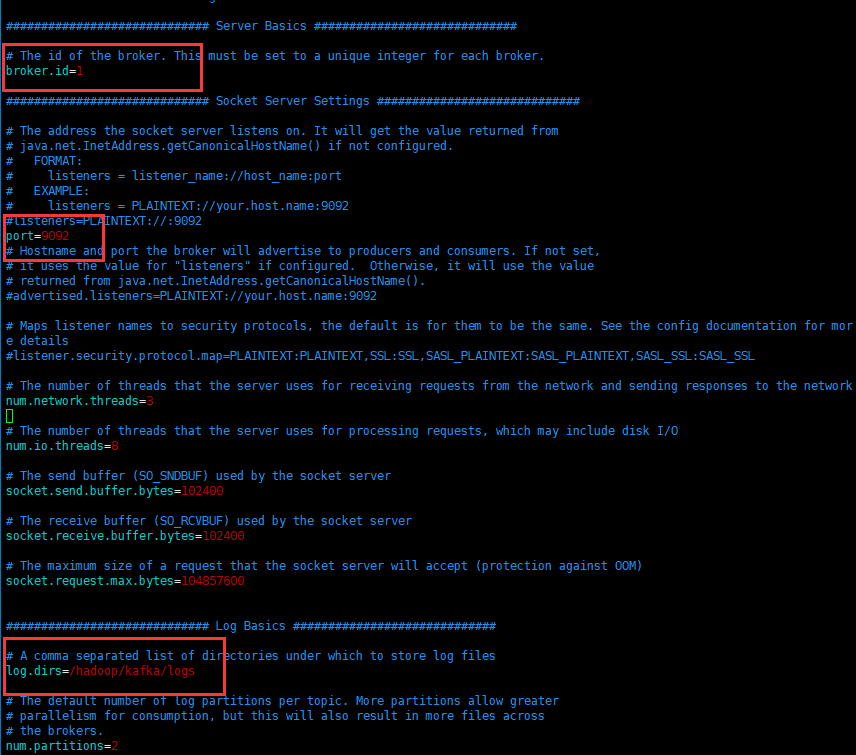 ############################# Server Basics #############################
# The id of the broker. This must be set to a unique integer for each broker.
broker.id=1
############################# Socket Server Settings #############################
# The address the socket server listens on. It will get the value returned from
# java.net.InetAddress.getCanonicalHostName() if not configured.
#   FORMAT:
#     listeners = listener_name://host_name:port
#   EXAMPLE:
#     listeners = PLAINTEXT://your.host.name:9092
#listeners=PLAINTEXT://:9092
port=9092
# Hostname and port the broker will advertise to producers and consumers. If not set,
# it uses the value for "listeners" if configured.  Otherwise, it will use the value
# returned from java.net.InetAddress.getCanonicalHostName().
#advertised.listeners=PLAINTEXT://your.host.name:9092
# Maps listener names to security protocols, the default is for them to be the same. See the config documentation for mor
e details
#listener.security.protocol.map=PLAINTEXT:PLAINTEXT,SSL:SSL,SASL_PLAINTEXT:SASL_PLAINTEXT,SASL_SSL:SASL_SSL
# The number of threads that the server uses for receiving requests from the network and sending responses to the network
num.network.threads=3
# The number of threads that the server uses for processing requests, which may include disk I/O
num.io.threads=8
# The send buffer (SO_SNDBUF) used by the socket server
socket.send.buffer.bytes=102400
# The receive buffer (SO_RCVBUF) used by the socket server
socket.receive.buffer.bytes=102400
# The maximum size of a request that the socket server will accept (protection against OOM)
socket.request.max.bytes=104857600
############################# Log Basics #############################
# A comma separated list of directories under which to store log files
log.dirs=/hadoop/kafka/logs
# The default number of log partitions per topic. More partitions allow greater
# parallelism for consumption, but this will also result in more files across
# the brokers.
num.partitions=2